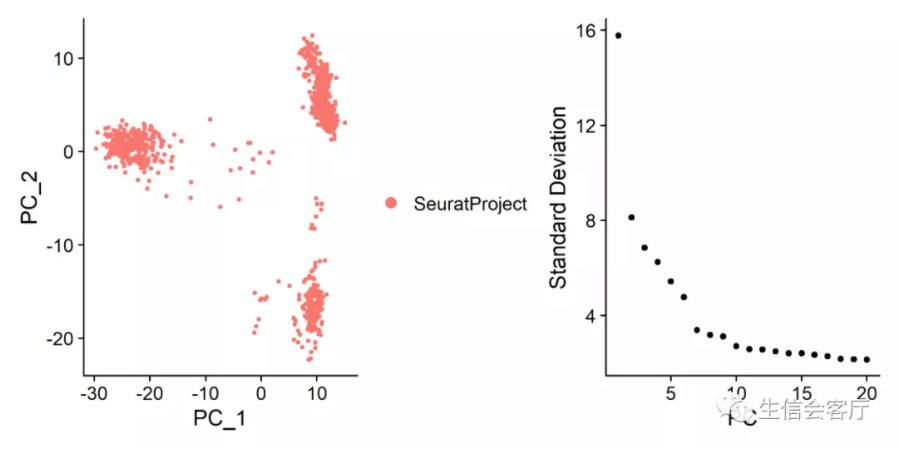 10
0
-10
-20
PC_2
-30 -20 -10 0 10
PC_1
SeuratProject
16
12
8
4
Standard Deviation
5 10 15 20
PC
生信会客厅